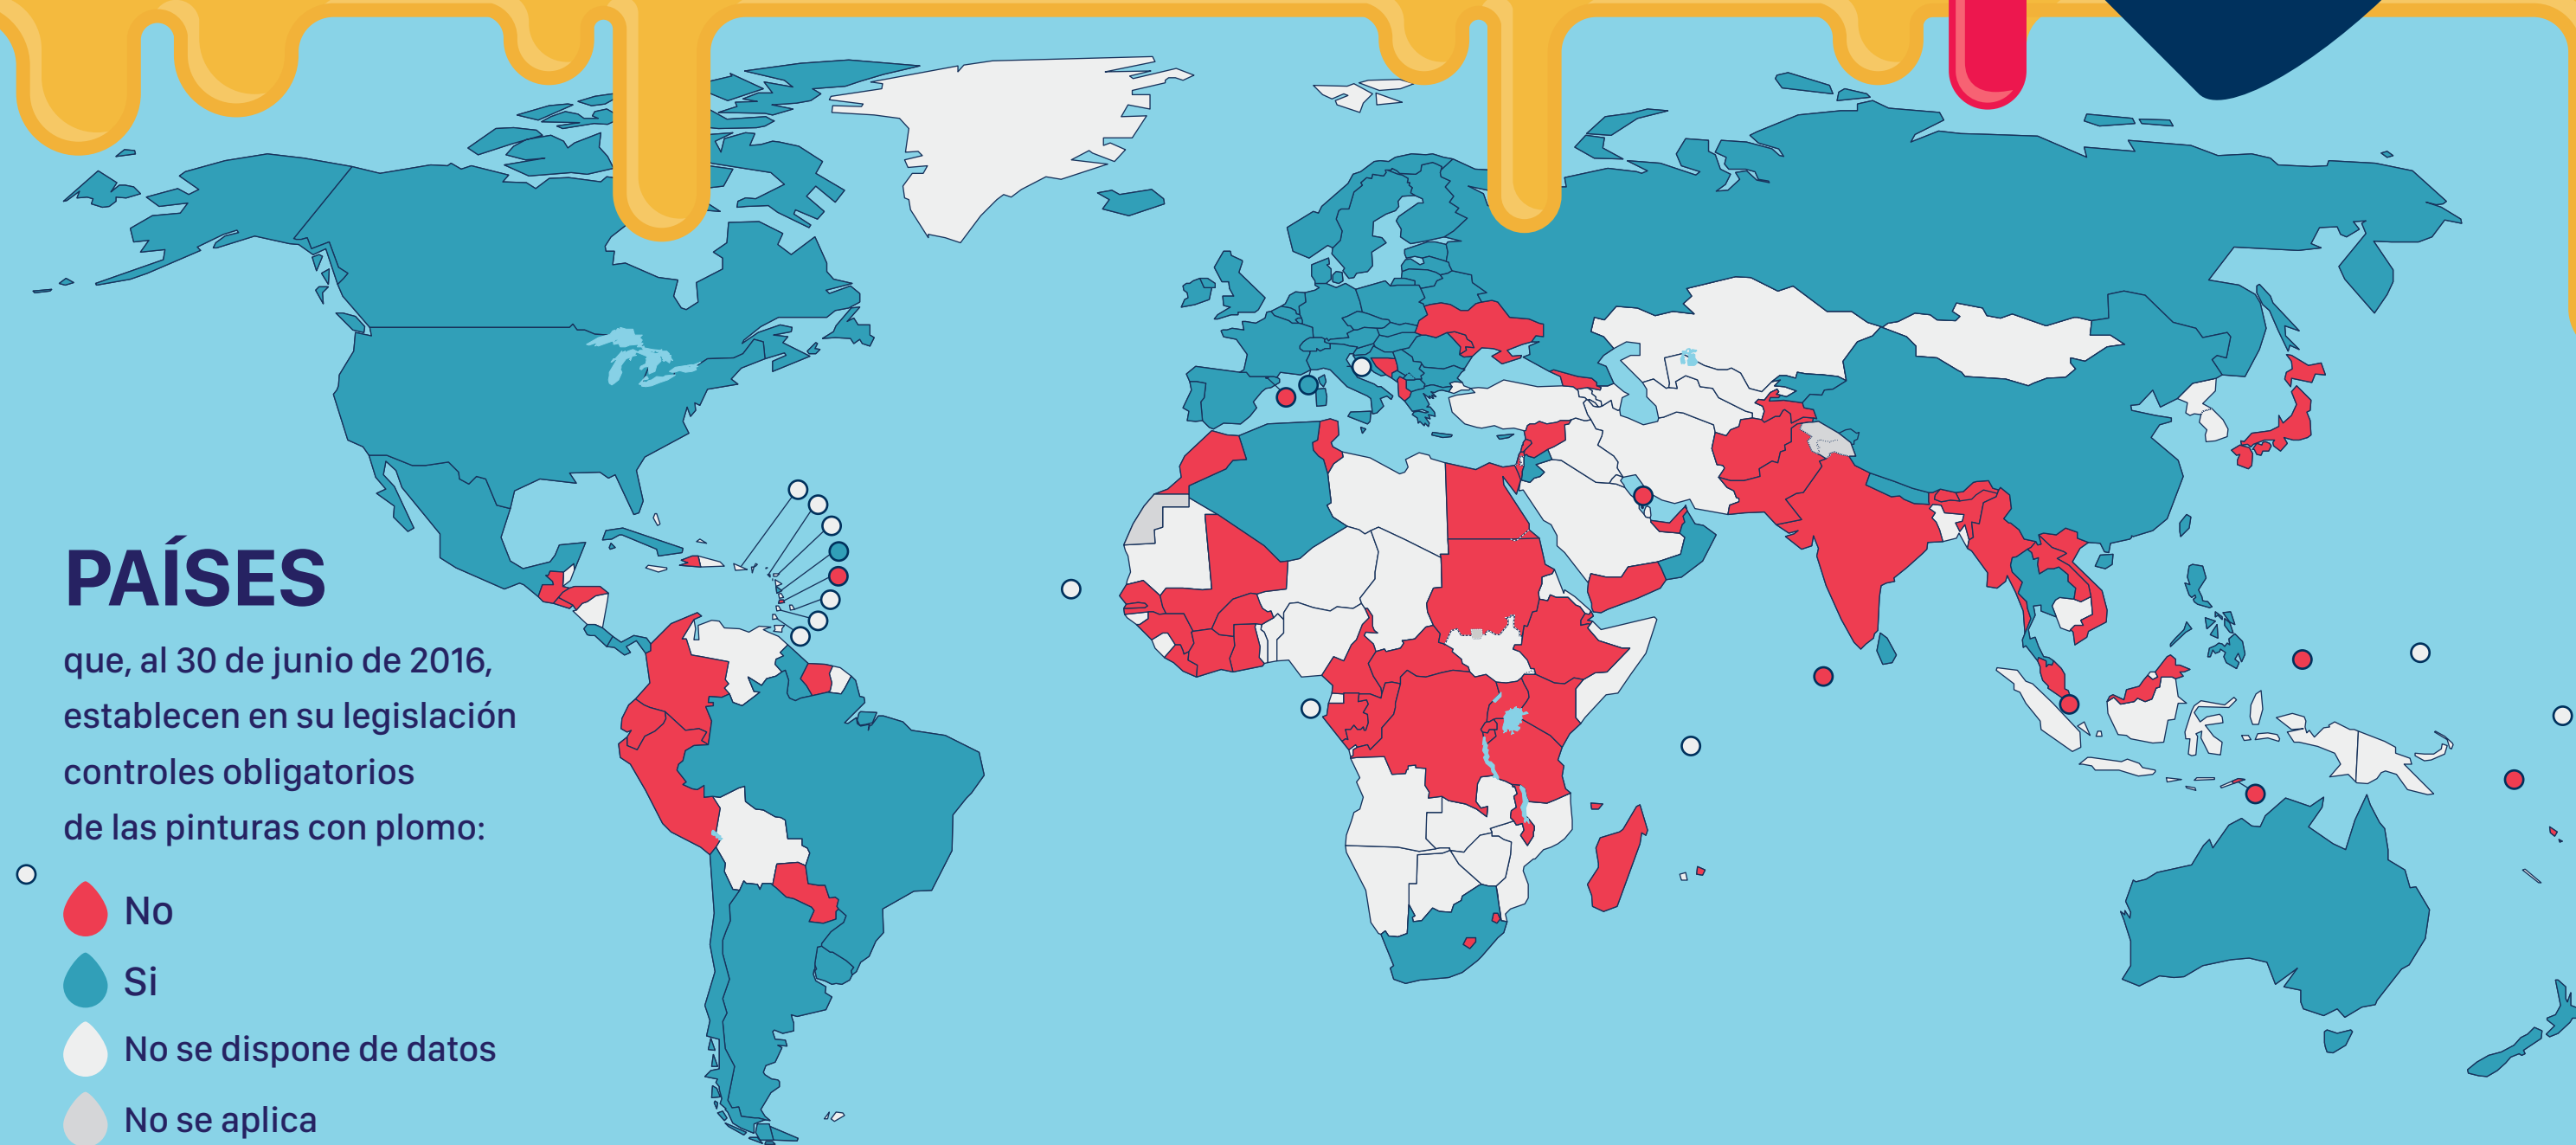 PAÍSES
que, al 30 de junio de 2016,
establecen en su legislación
controles obligatorios
de las pinturas con plomo:
No
Si
No se dispone de datos
No se aplica